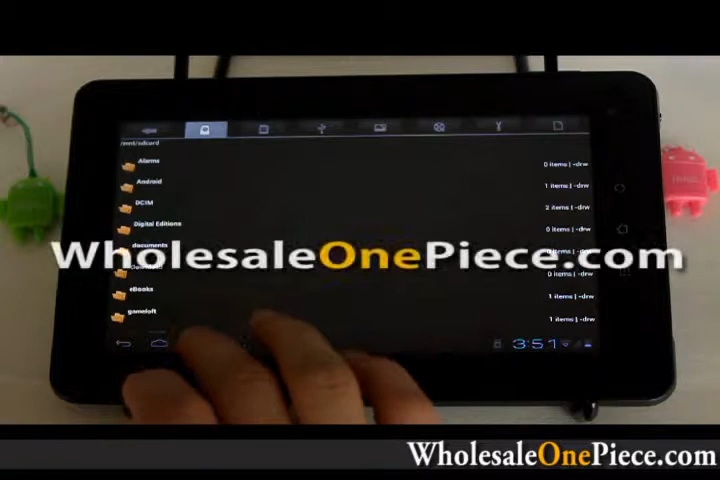 /mnt/sdcard
Alarms
0 items | -drw
Android
1 items | -drw
DCIM
2 items | -drw
Digital Editions
0 items | -drw
documents
WholesaleOnePiece.com
0 items | -drw
eBooks
1 items | -drw
gameloft
1 items | -drw
3:51
WholesaleOnePiece.com